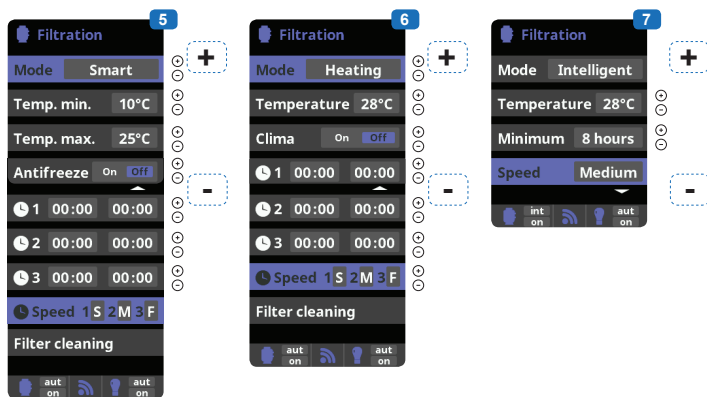 5
Filtration
Mode Smart
Temp. min. 10°C
Temp. max. 25°C
Antifreeze On Off
1 00:00 00:00
2 00:00 00:00
3 00:00 00:00
Speed 1 S 2 M 3 F
Filter cleaning
aut on aut on
+
-
6
Filtration
Mode Heating
Temperature 28°C
Clima On Off
1 00:00 00:00
2 00:00 00:00
3 00:00 00:00
Speed 1 S 2 M 3 F
Filter cleaning
aut on aut on
+
-
7
Filtration
Mode Intelligent
Temperature 28°C
Minimum 8 hours
Speed Medium
int on aut on
+
-